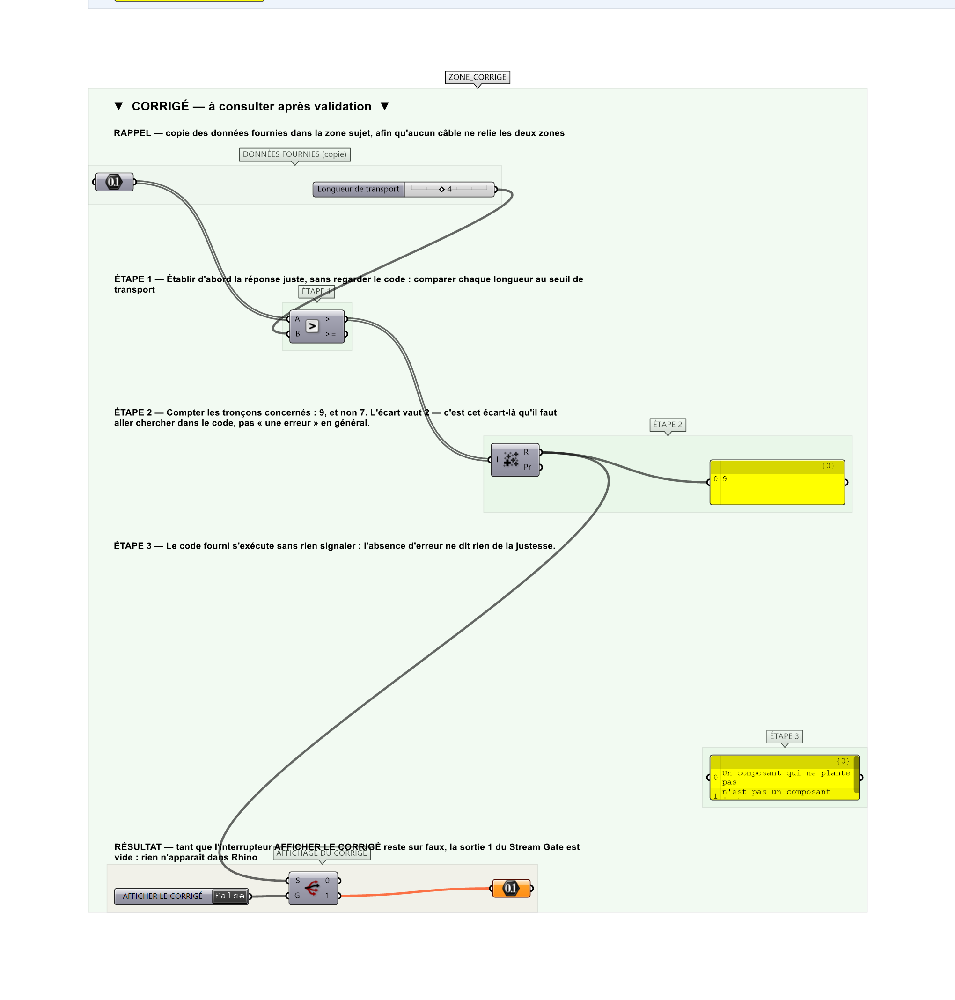 ZONE_CORRIGE
▼ CORRIGÉ — à consulter après validation ▼
RAPPEL — copie des données fournies dans la zone sujet, afin qu'aucun câble ne relie les deux zones
DONNÉES FOURNIES (copie)
0.1
Longueur de transport
4
ÉTAPE 1 — Établir d'abord la réponse juste, sans regarder le code : comparer chaque longueur au seuil de
transport
ÉTAPE 1
A >
B >=
ÉTAPE 2 — Compter les tronçons concernés : 9, et non 7. L'écart vaut 2 — c'est cet écart-là qu'il faut
aller chercher dans le code, pas « une erreur » en général.
ÉTAPE 2
I
R
Pr
{0}
0 9
ÉTAPE 3 — Le code fourni s'exécute sans rien signaler : l'absence d'erreur ne dit rien de la justesse.
ÉTAPE 3
{0}
0 Un composant qui ne plante
pas
1 n'est pas un composant
RÉSULTAT — tant que l'interrupteur AFFICHER LE CORRIGÉ reste sur faux, la sortie 1 du Stream Gate est
vide : rien n'apparaît dans Rhino
AFFICHAGE DU CORRIGÉ
AFFICHER LE CORRIGÉ
False
S 0
G 1
0.1